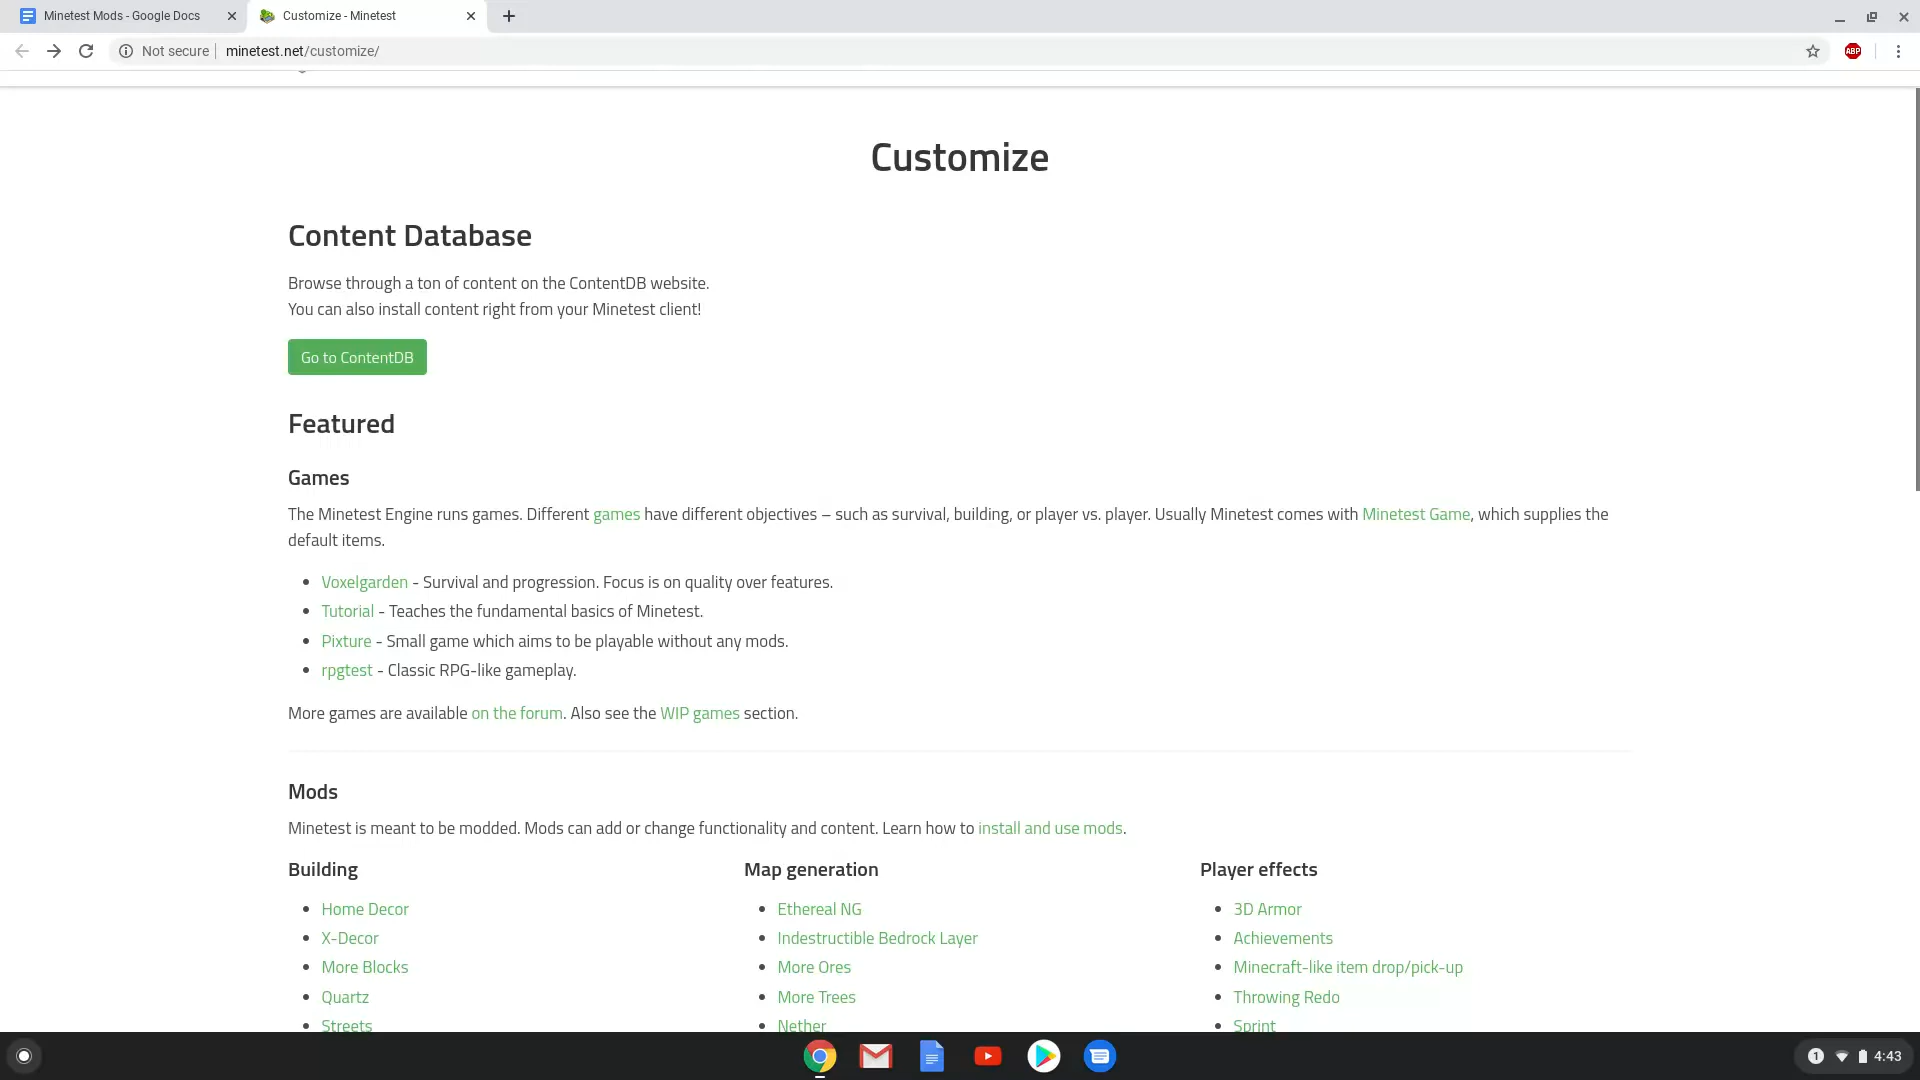 Minetest Mods - Google Docs
Customize - Minetest
Not secure
minetest.net/customize/
ABP
Customize
Content Database
Browse through a ton of content on the ContentDB website.
You can also install content right from your Minetest client!
Go to ContentDB
Featured
Games
The Minetest Engine runs games. Different games have different objectives – such as survival, building, or player vs. player. Usually Minetest comes with Minetest Game, which supplies the
default items.
Voxelgarden - Survival and progression. Focus is on quality over features.
Tutorial - Teaches the fundamental basics of Minetest.
Pixture - Small game which aims to be playable without any mods.
rpgtest - Classic RPG-like gameplay.
More games are available on the forum. Also see the WIP games section.
Mods
Minetest is meant to be modded. Mods can add or change functionality and content. Learn how to install and use mods.
Building
Home Decor
X-Decor
More Blocks
Quartz
Streets
Map generation
Ethereal NG
Indestructible Bedrock Layer
More Ores
More Trees
Nether
Player effects
3D Armor
Achievements
Minecraft-like item drop/pick-up
Throwing Redo
Sprint
1
4:43